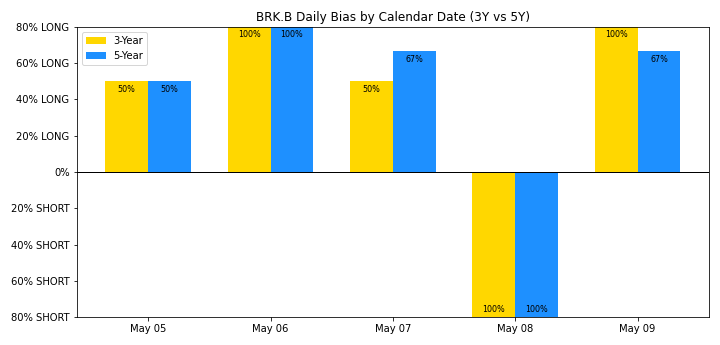 BRK.B Daily Bias by Calendar Date (3Y vs 5Y)
80% LONG
60% LONG
40% LONG
20% LONG
0%
20% SHORT
40% SHORT
60% SHORT
80% SHORT
3-Year
5-Year
50%
50%
100%
100%
50%
67%
100%
100%
100%
67%
May 05
May 06
May 07
May 08
May 09